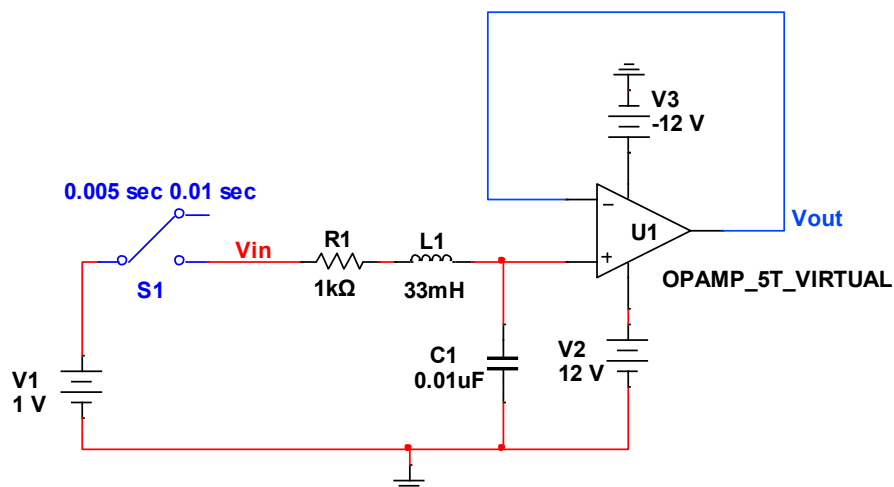 V3
-12 V
0.005 sec 0.01 sec
Vin
S1
R1
1kΩ
L1
33mH
−
+
U1
Vout
OPAMP_5T_VIRTUAL
V1
1 V
C1
0.01uF
V2
12 V